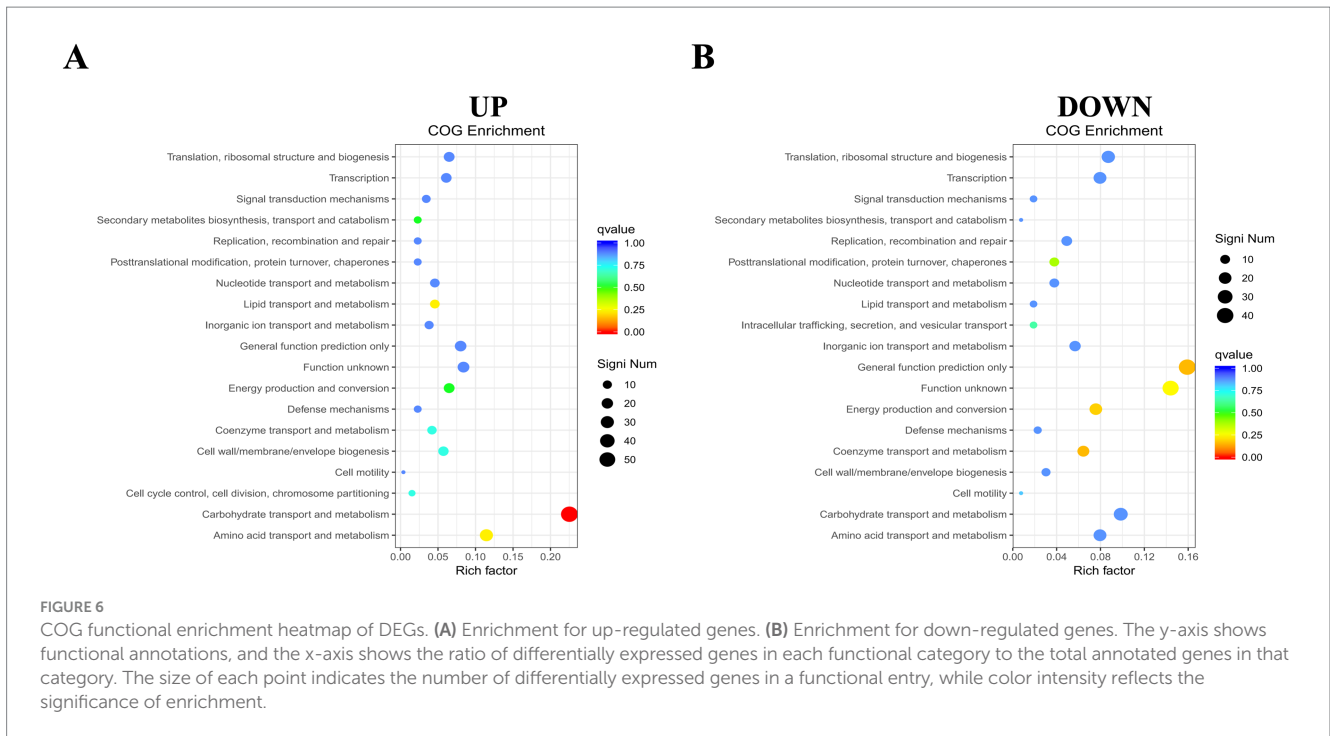 A
UP
COG Enrichment
Translation, ribosomal structure and biogenesis
Transcription
Signal transduction mechanisms
Secondary metabolites biosynthesis, transport and catabolism
Replication, recombination and repair
Posttranslational modification, protein turnover, chaperones
Nucleotide transport and metabolism
Lipid transport and metabolism
Inorganic ion transport and metabolism
General function prediction only
Function unknown
Energy production and conversion
Defense mechanisms
Coenzyme transport and metabolism
Cell wall/membrane/envelope biogenesis
Cell motility
Cell cycle control, cell division, chromosome partitioning
Carbohydrate transport and metabolism
Amino acid transport and metabolism
0.00 0.05 0.10 0.15 0.20
Rich factor
qvalue
1.00
0.75
0.50
0.25
0.00
Signi Num
10
20
30
40
50
B
DOWN
COG Enrichment
Translation, ribosomal structure and biogenesis
Transcription
Signal transduction mechanisms
Secondary metabolites biosynthesis, transport and catabolism
Replication, recombination and repair
Posttranslational modification, protein turnover, chaperones
Nucleotide transport and metabolism
Lipid transport and metabolism
Intracellular trafficking, secretion, and vesicular transport
Inorganic ion transport and metabolism
General function prediction only
Function unknown
Energy production and conversion
Defense mechanisms
Coenzyme transport and metabolism
Cell wall/membrane/envelope biogenesis
Cell motility
Carbohydrate transport and metabolism
Amino acid transport and metabolism
0.00 0.04 0.08 0.12 0.16
Rich factor
Signi Num
10
20
30
40
qvalue
1.00
0.75
0.50
0.25
0.00
FIGURE 6
COG functional enrichment heatmap of DEGs. (A) Enrichment for up-regulated genes. (B) Enrichment for down-regulated genes. The y-axis shows
functional annotations, and the x-axis shows the ratio of differentially expressed genes in each functional category to the total annotated genes in that
category. The size of each point indicates the number of differentially expressed genes in a functional entry, while color intensity reflects the
significance of enrichment.